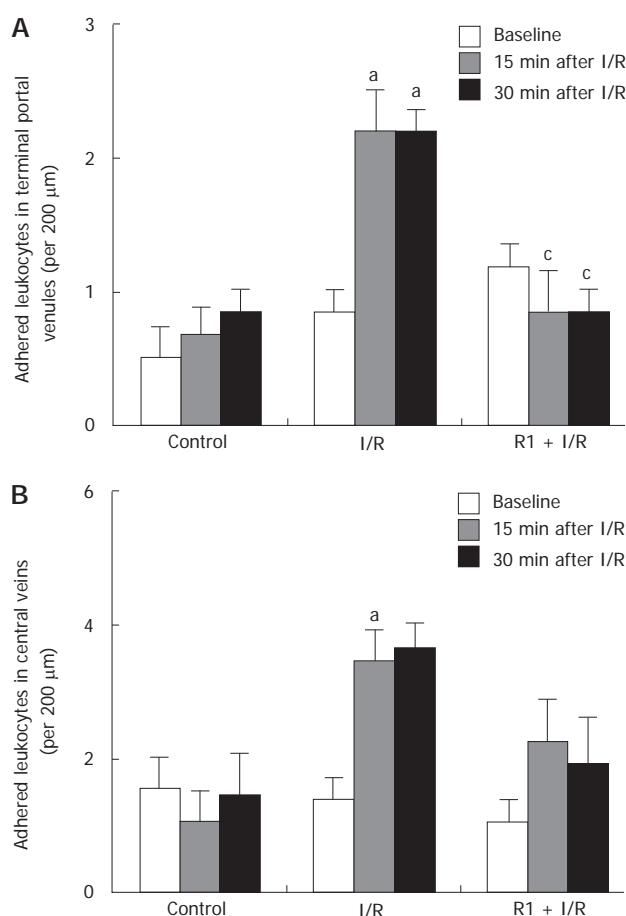 A
Adhered leukocytes in terminal portal
venules (per 200 µm)
3
2
1
0
Baseline
15 min after I/R
30 min after I/R
a a
c c
Control I/R R1 + I/R
B
Adhered leukocytes in central veins
(per 200 µm)
6
4
2
0
Baseline
15 min after I/R
30 min after I/R
a
Control I/R R1 + I/R